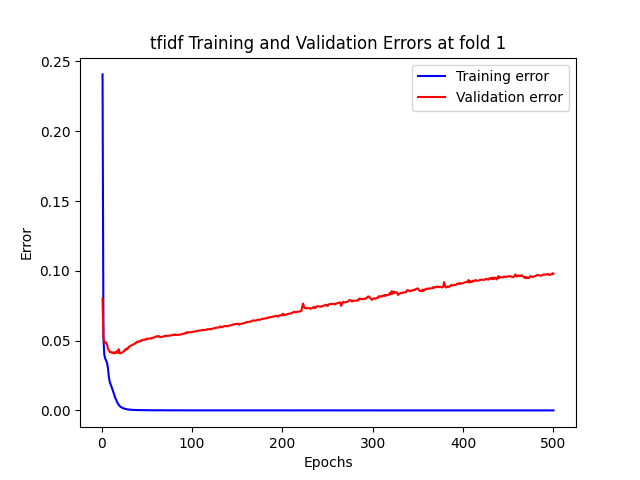 tfidf Training and Validation Errors at fold 1
Training error
Validation error
0.25
0.20
0.15
0.10
0.05
0.00
Error
0
100
200
300
400
500
Epochs